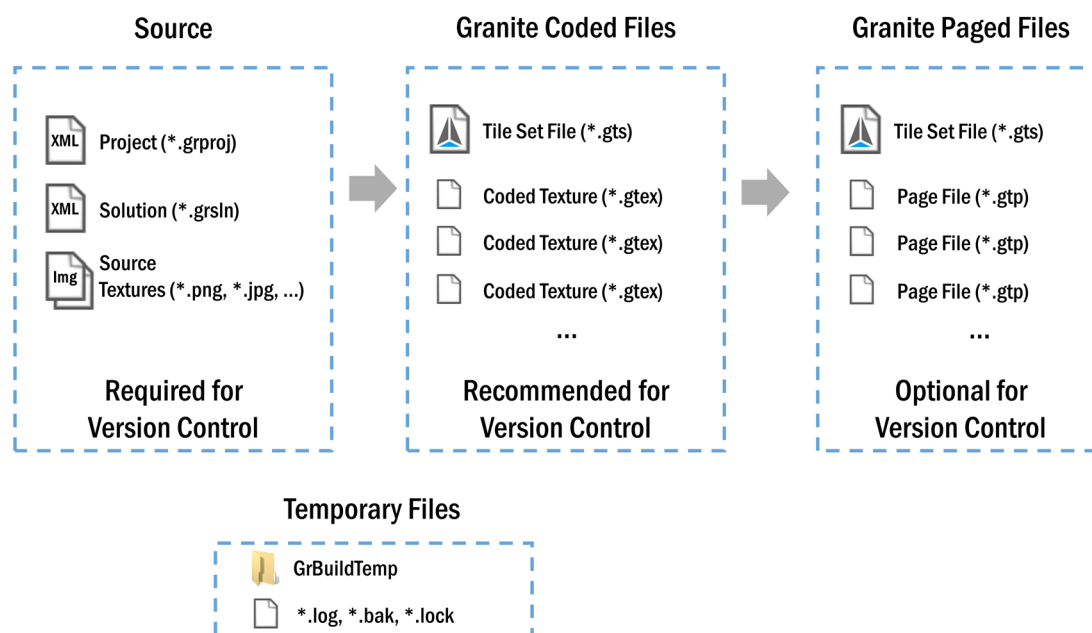 Source
XML
Project (*.grproj)
XML
Solution (*.grsln)
Img
Source
Textures (*.png, *.jpg, ...)
Required for
Version Control
Granite Coded Files
Tile Set File (*.gts)
Coded Texture (*.gtex)
Coded Texture (*.gtex)
Coded Texture (*.gtex)
...
Recommended for
Version Control
Granite Paged Files
Tile Set File (*.gts)
Page File (*.gtp)
Page File (*.gtp)
Page File (*.gtp)
...
Optional for
Version Control
Temporary Files
GrBuildTemp
*.log, *.bak, *.lock